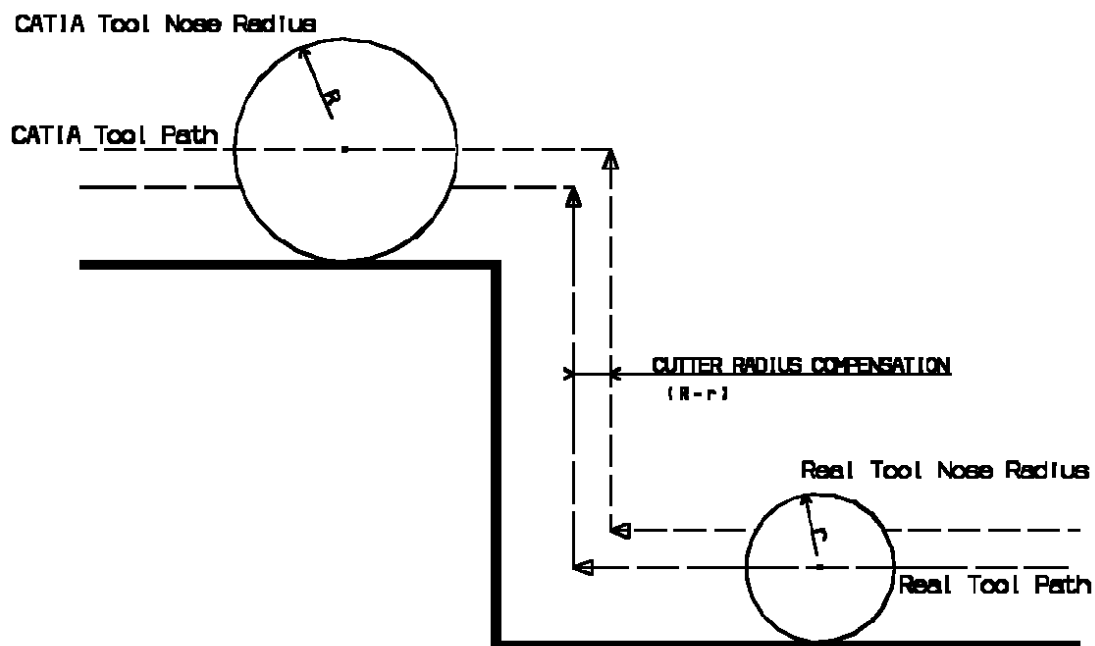 CATIA Tool Nose Radius
R
CATIA Tool Path
CUTTER RADIUS COMPENSATION
(R-r)
Real Tool Nose Radius
r
Real Tool Path